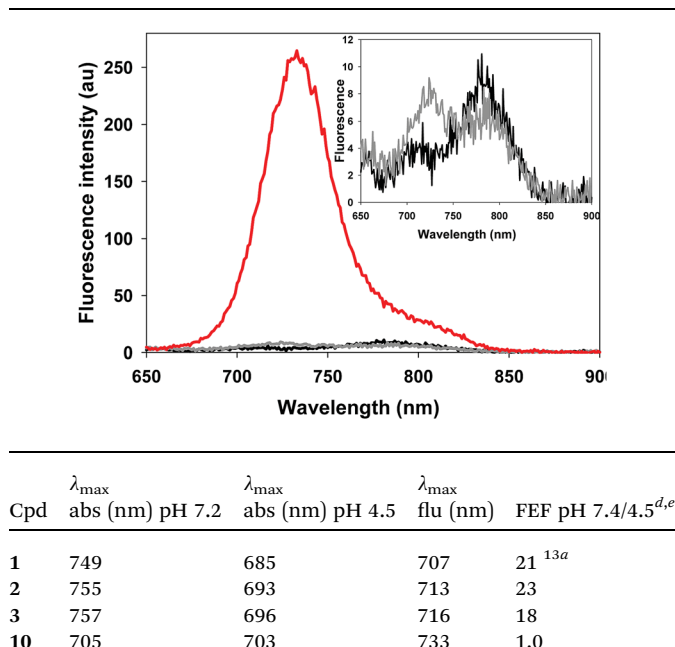 Fluorescence intensity (au)
250
200
150
100
50
0
650 700 750 800 850 900
Wavelength (nm)
Fluorescence
12
10
8
6
4
2
0
650 700 750 800 850 900
Wavelength (nm)
λmax λmax λmax
Cpd abs (nm) pH 7.2 abs (nm) pH 4.5 flu (nm) FEF pH 7.4/4.5d,e
1 749 685 707 21 13a
2 755 693 713 23
3 757 696 716 18
10 705 703 733 1.0